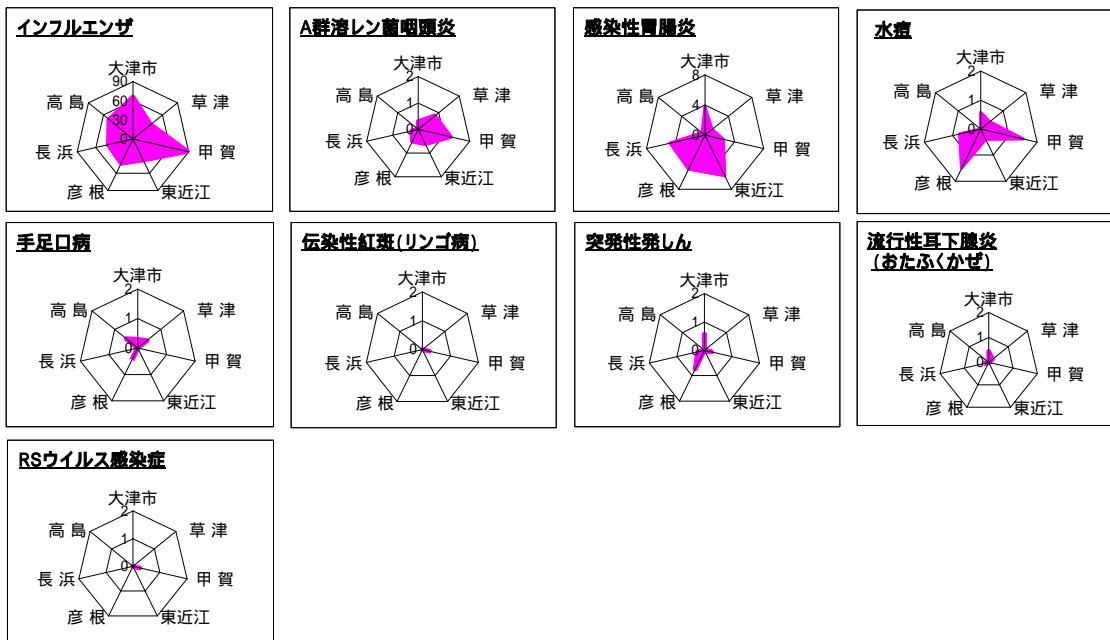 インフルエンザ
大津市
90
60
30
0
草 津
甲 賀
東近江
彦 根
長 浜
高 島
A群溶レン菌咽頭炎
大津市
2
1
0
草 津
甲 賀
東近江
彦 根
長 浜
高 島
感染性胃腸炎
大津市
8
4
0
草 津
甲 賀
東近江
彦 根
長 浜
高 島
水痘
大津市
2
1
0
草 津
甲 賀
東近江
彦 根
長 浜
高 島
手足口病
大津市
2
1
0
草 津
甲 賀
東近江
彦 根
長 浜
高 島
伝染性紅斑(リンゴ病)
大津市
2
1
0
草 津
甲 賀
東近江
彦 根
長 浜
高 島
突発性発しん
大津市
2
1
0
草 津
甲 賀
東近江
彦 根
長 浜
高 島
流行性耳下腺炎
(おたふくかぜ)
大津市
2
1
0
草 津
甲 賀
東近江
彦 根
長 浜
高 島
RSウイルス感染症
大津市
2
1
0
草 津
甲 賀
東近江
彦 根
長 浜
高 島